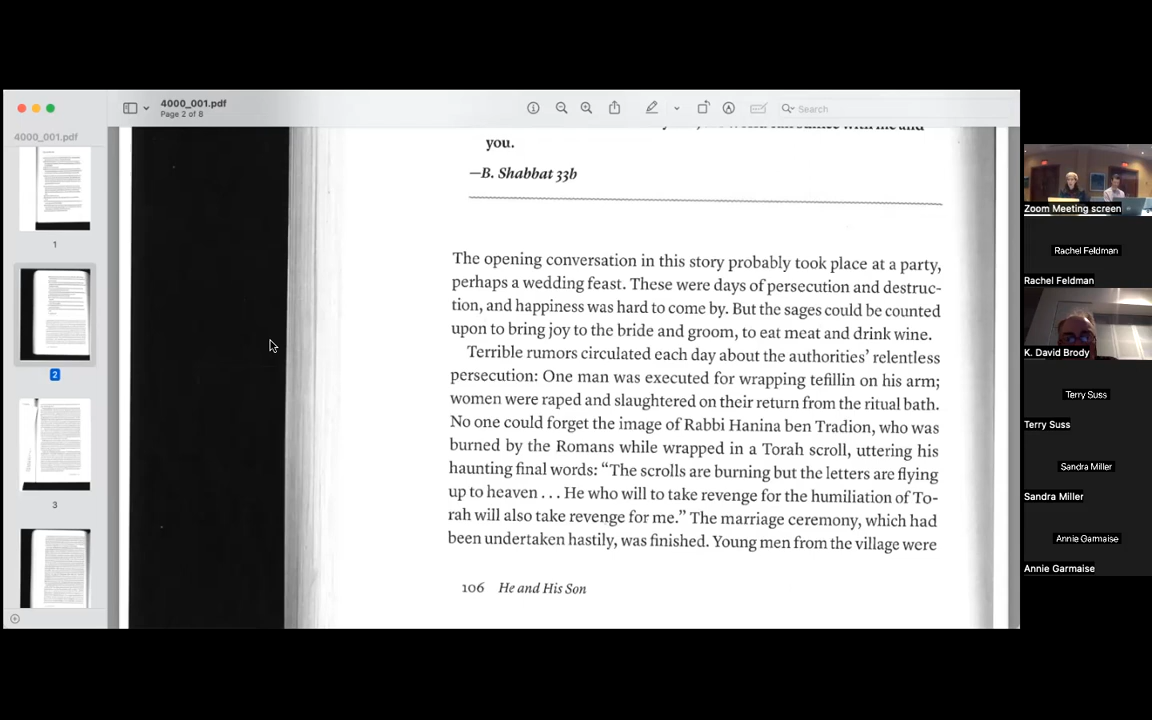 4000_001.pdf
Page 2 of 8
Search
4000_001.pdf
1
2
3
you.
—B. Shabbat 33b
The opening conversation in this story probably took place at a party,
perhaps a wedding feast. These were days of persecution and destruc-
tion, and happiness was hard to come by. But the sages could be counted
upon to bring joy to the bride and groom, to eat meat and drink wine.
Terrible rumors circulated each day about the authorities’ relentless
persecution: One man was executed for wrapping tefillin on his arm;
women were raped and slaughtered on their return from the ritual bath.
No one could forget the image of Rabbi Hanina ben Tradion, who was
burned by the Romans while wrapped in a Torah scroll, uttering his
haunting final words: “The scrolls are burning but the letters are flying
up to heaven . . . He who will to take revenge for the humiliation of To-
rah will also take revenge for me.” The marriage ceremony, which had
been undertaken hastily, was finished. Young men from the village were
106 He and His Son
Zoom Meeting screen
Rachel Feldman
Rachel Feldman
K. David Brody
Terry Suss
Terry Suss
Sandra Miller
Sandra Miller
Annie Garmaise
Annie Garmaise